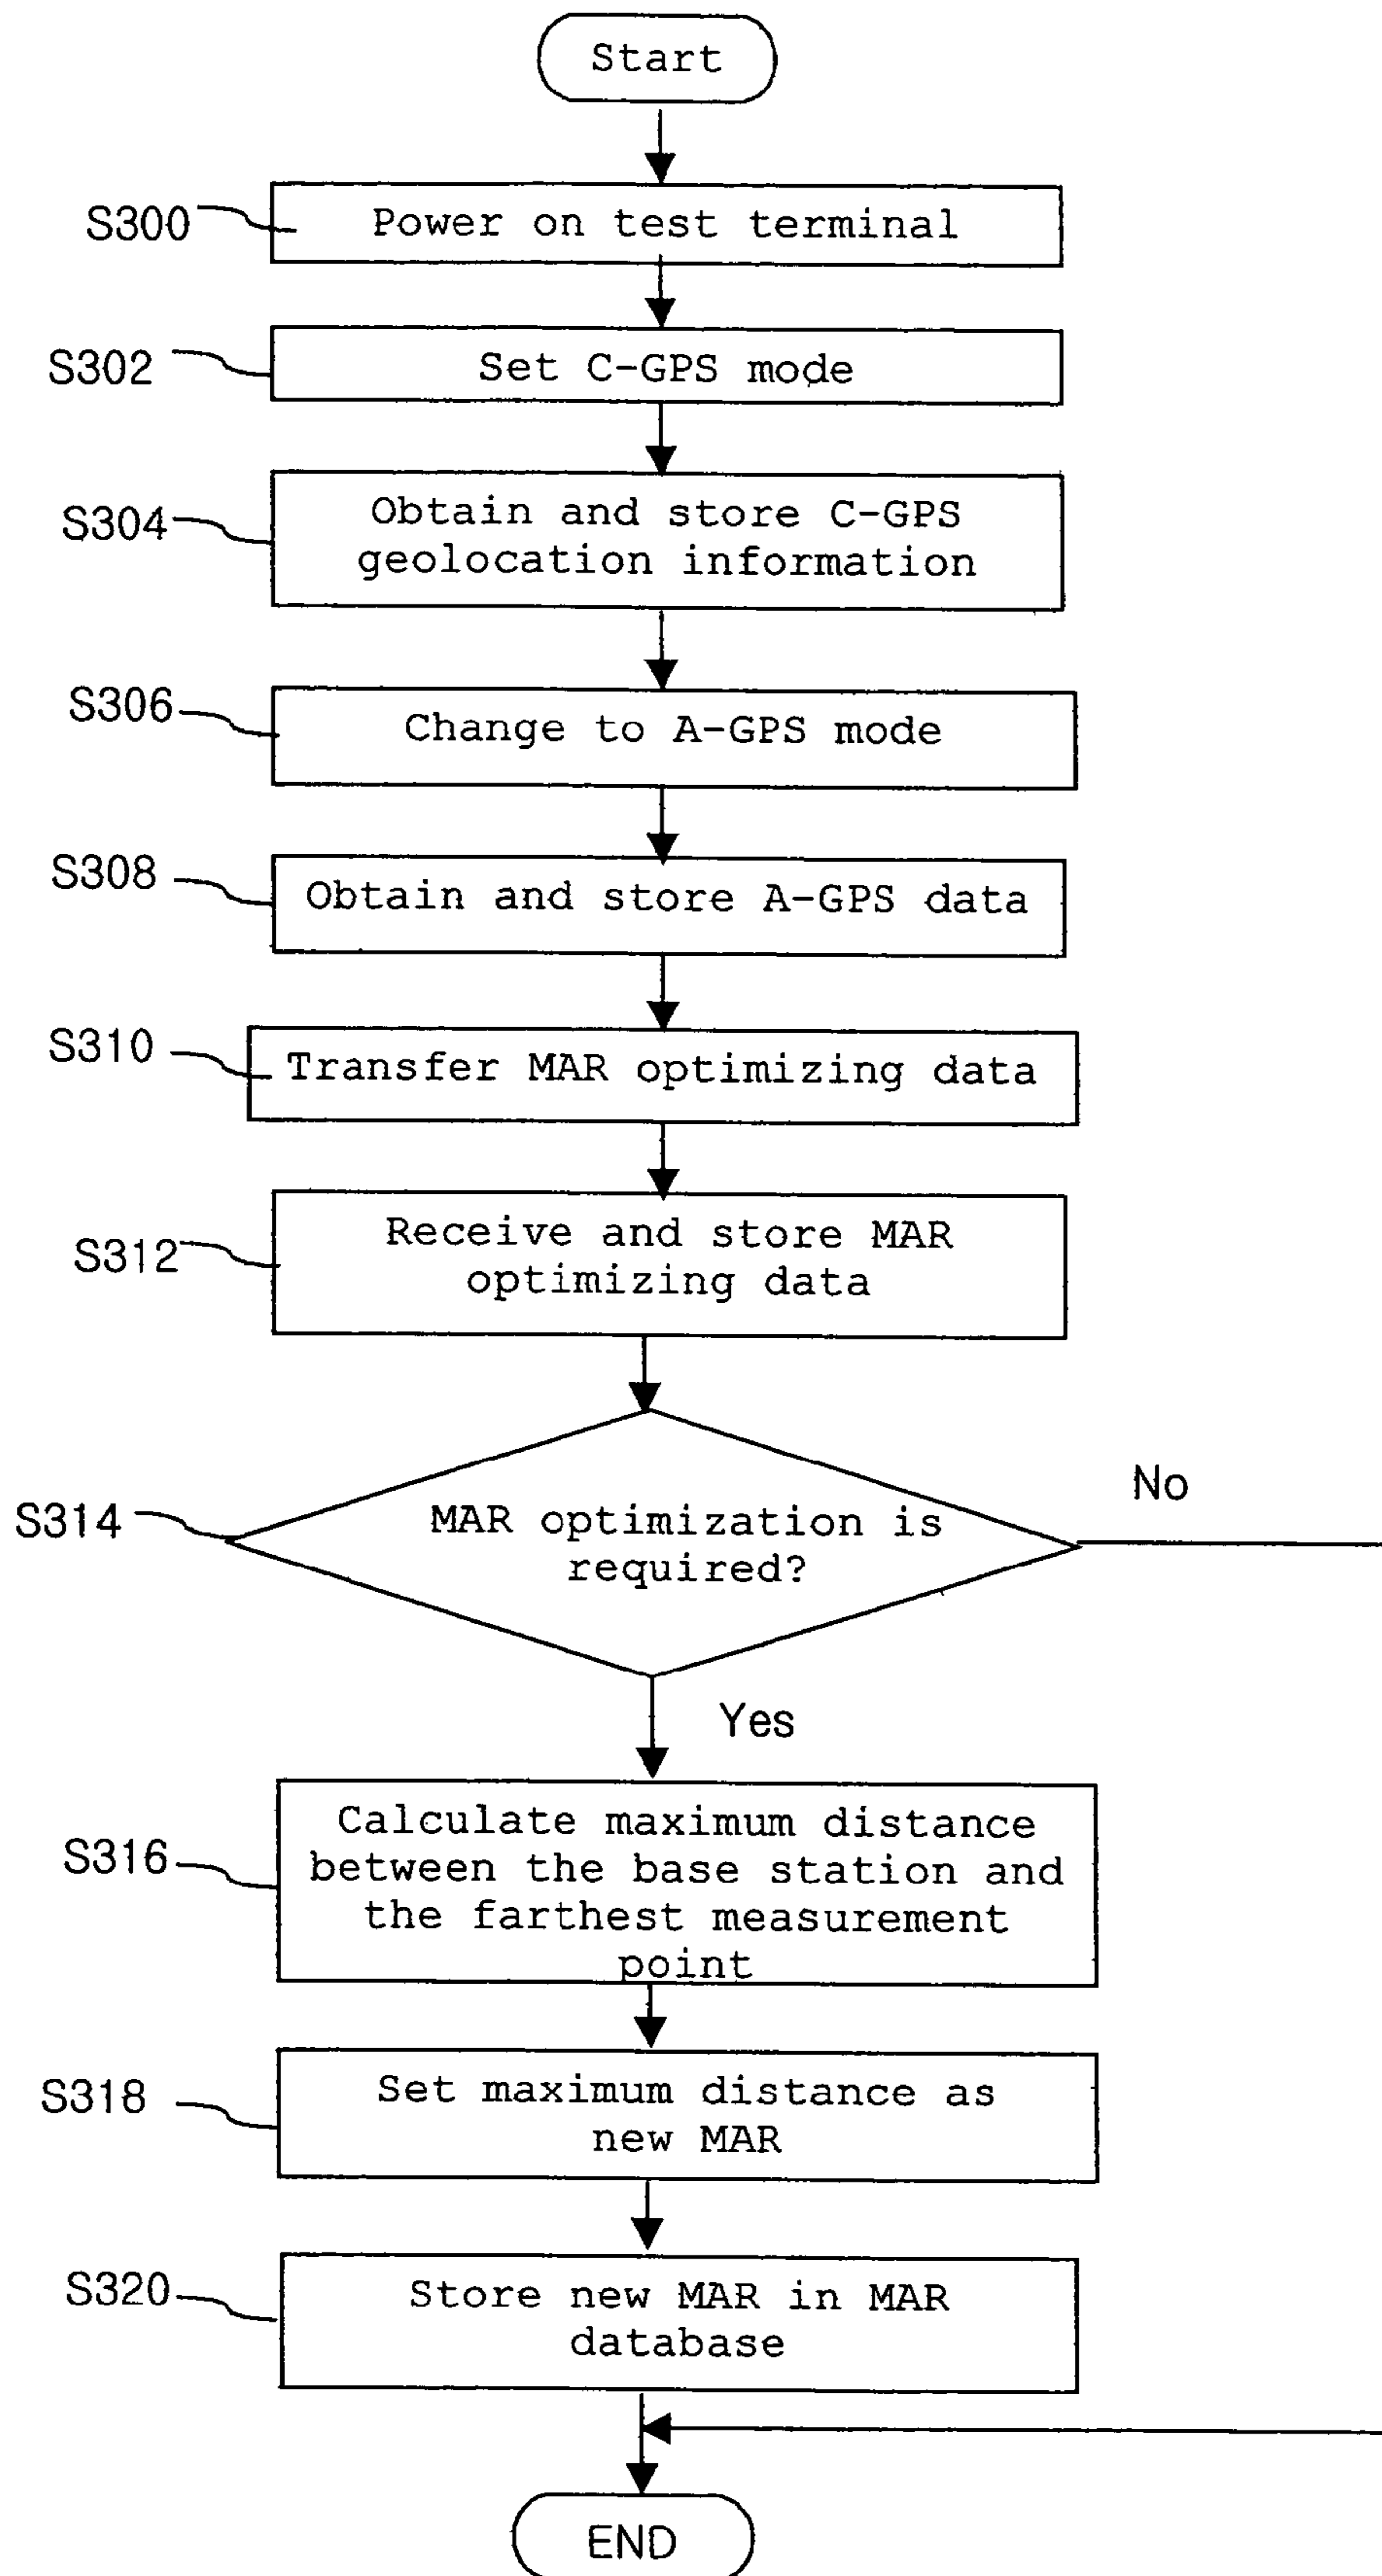 Start
S300
Power on test terminal
S302
Set C-GPS mode
S304
Obtain and store C-GPS
geolocation information
S306
Change to A-GPS mode
S308
Obtain and store A-GPS data
S310
Transfer MAR optimizing data
S312
Receive and store MAR
optimizing data
S314
MAR optimization is
required?
No
Yes
S316
Calculate maximum distance
between the base station and
the farthest measurement
point
S318
Set maximum distance as
new MAR
S320
Store new MAR in MAR
database
END